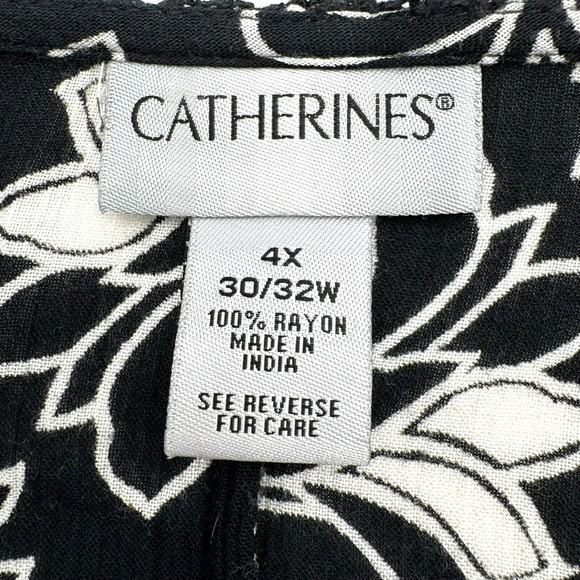 CATHERINES®
4X
30/32W
100% RAYON
MADE IN
INDIA
SEE REVERSE
FOR CARE